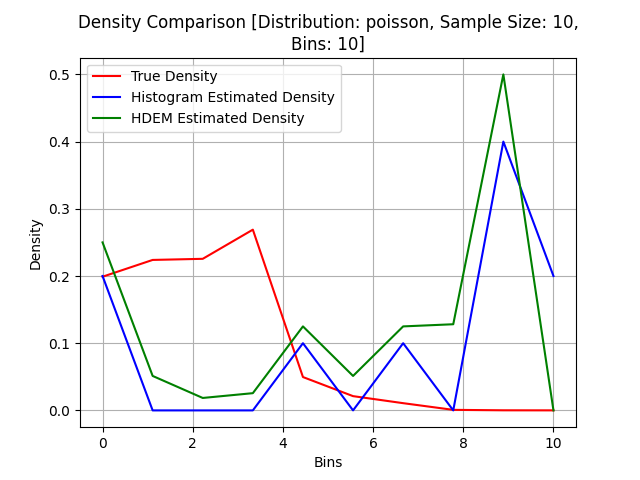 Density Comparison [Distribution: poisson, Sample Size: 10,
Bins: 10]
True Density
Histogram Estimated Density
HDEM Estimated Density
Density
0.5
0.4
0.3
0.2
0.1
0.0
0 2 4 6 8 10
Bins